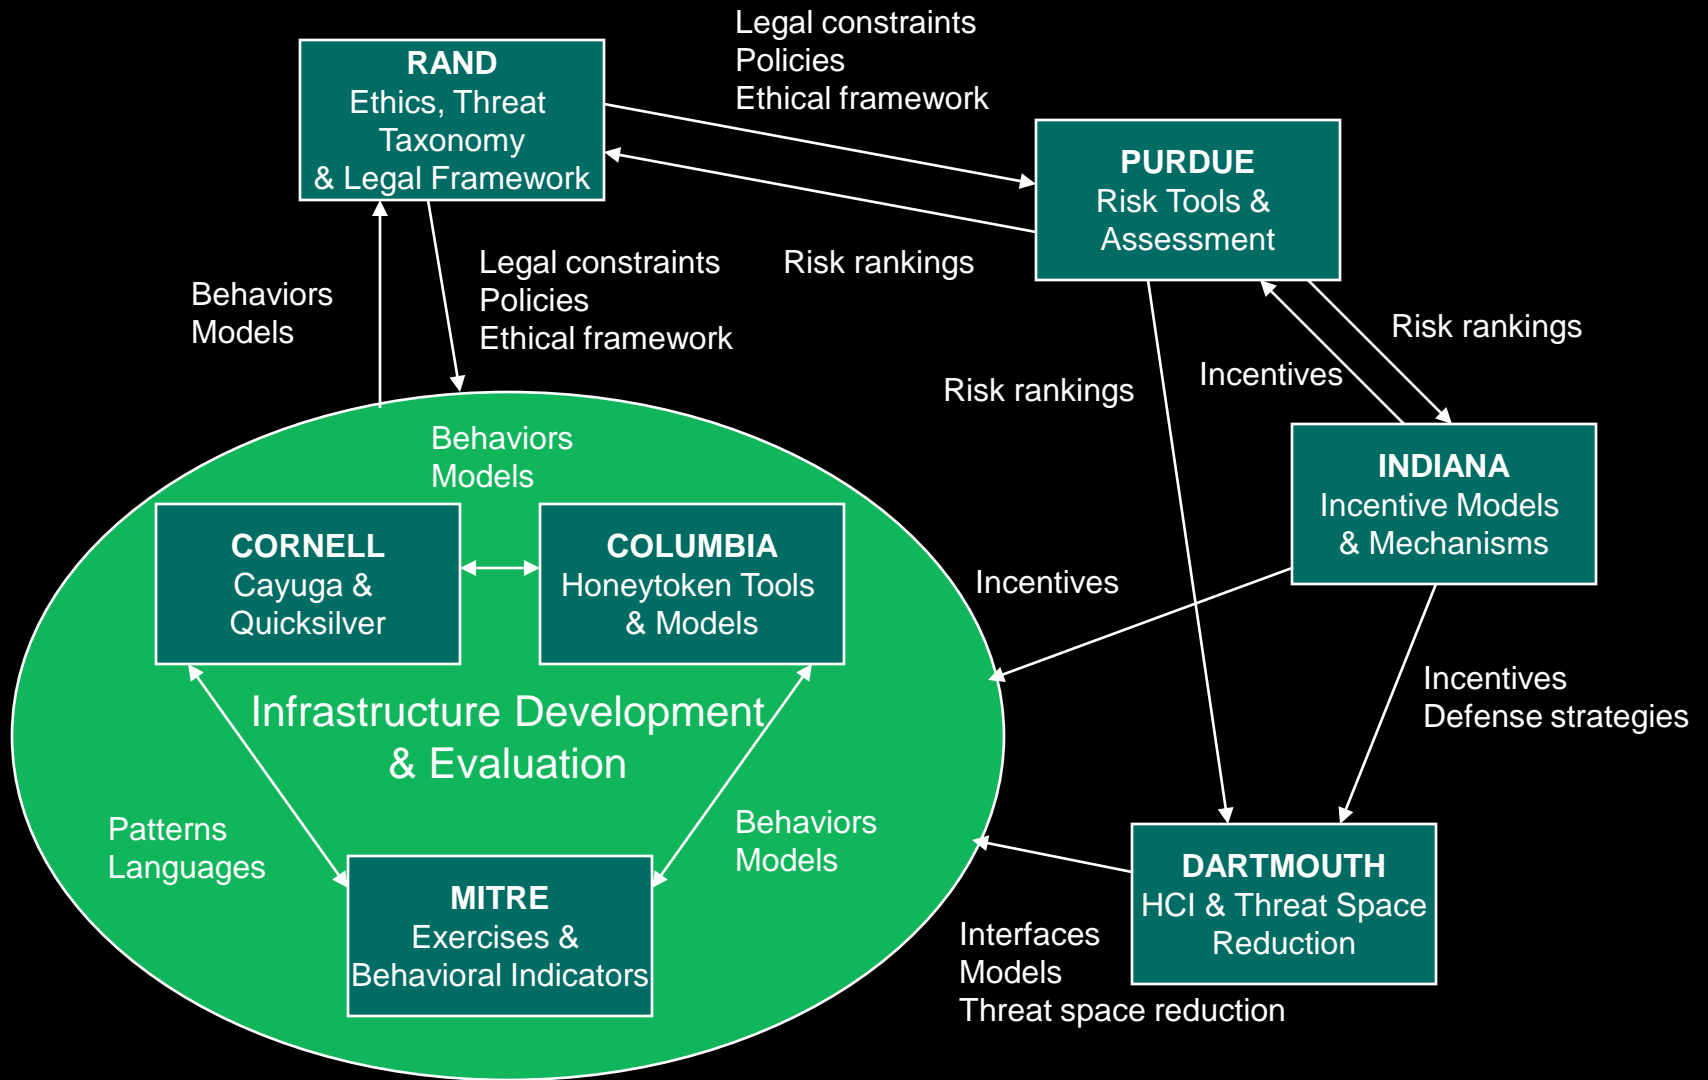 Legal constraints
Policies
Ethical framework
RAND
Ethics, Threat
Taxonomy
& Legal Framework
PURDUE
Risk Tools &
Assessment
Behaviors
Models
Legal constraints
Policies
Ethical framework
Risk rankings
Risk rankings
Incentives
Risk rankings
Behaviors
Models
INDIANA
Incentive Models
& Mechanisms
CORNELL
Cayuga &
Quicksilver
COLUMBIA
Honeytoken Tools
& Models
Incentives
Infrastructure Development
& Evaluation
Incentives
Defense strategies
Patterns
Languages
Behaviors
Models
MITRE
Exercises &
Behavioral Indicators
DARTMOUTH
HCI & Threat Space
Reduction
Interfaces
Models
Threat space reduction